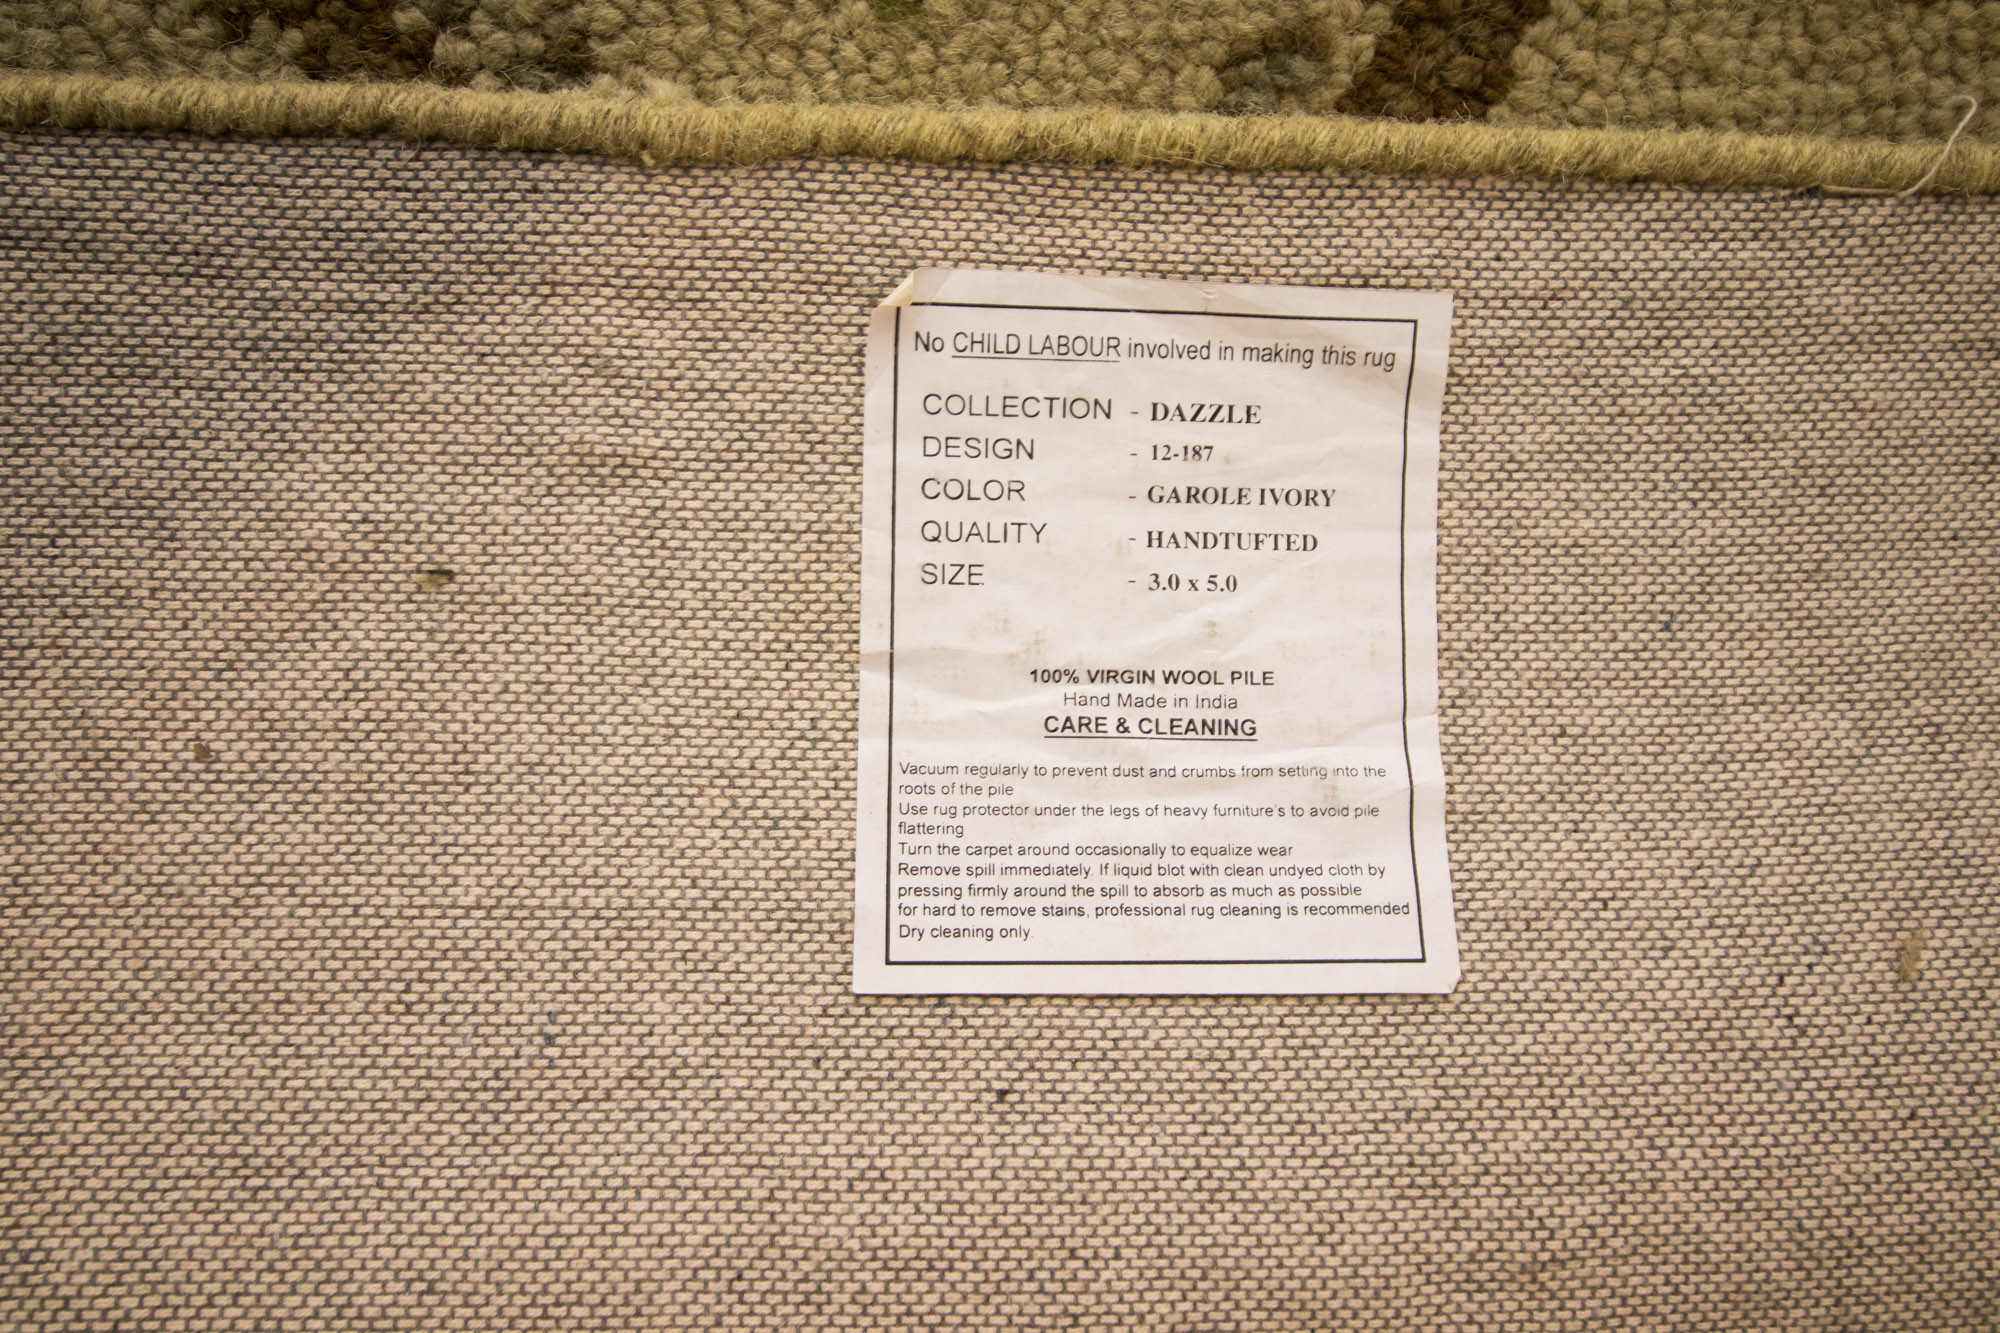 No CHILD LABOUR involved in making this rug
COLLECTION - DAZZLE
DESIGN - 12-187
COLOR - GAROLE IVORY
QUALITY - HANDTUFTED
SIZE - 3.0 x 5.0
100% VIRGIN WOOL PILE
Hand Made in India
CARE & CLEANING
Vacuum regularly to prevent dust and crumbs from setling into the
roots of the pile
Use rug protector under the legs of heavy furniture's to avoid pile
flattering
Turn the carpet around occasionally to equalize wear
Remove spill immediately. If liquid blot with clean undyed cloth by
pressing firmly around the spill to absorb as much as possible
for hard to remove stains, professional rug cleaning is recommended
Dry cleaning only.